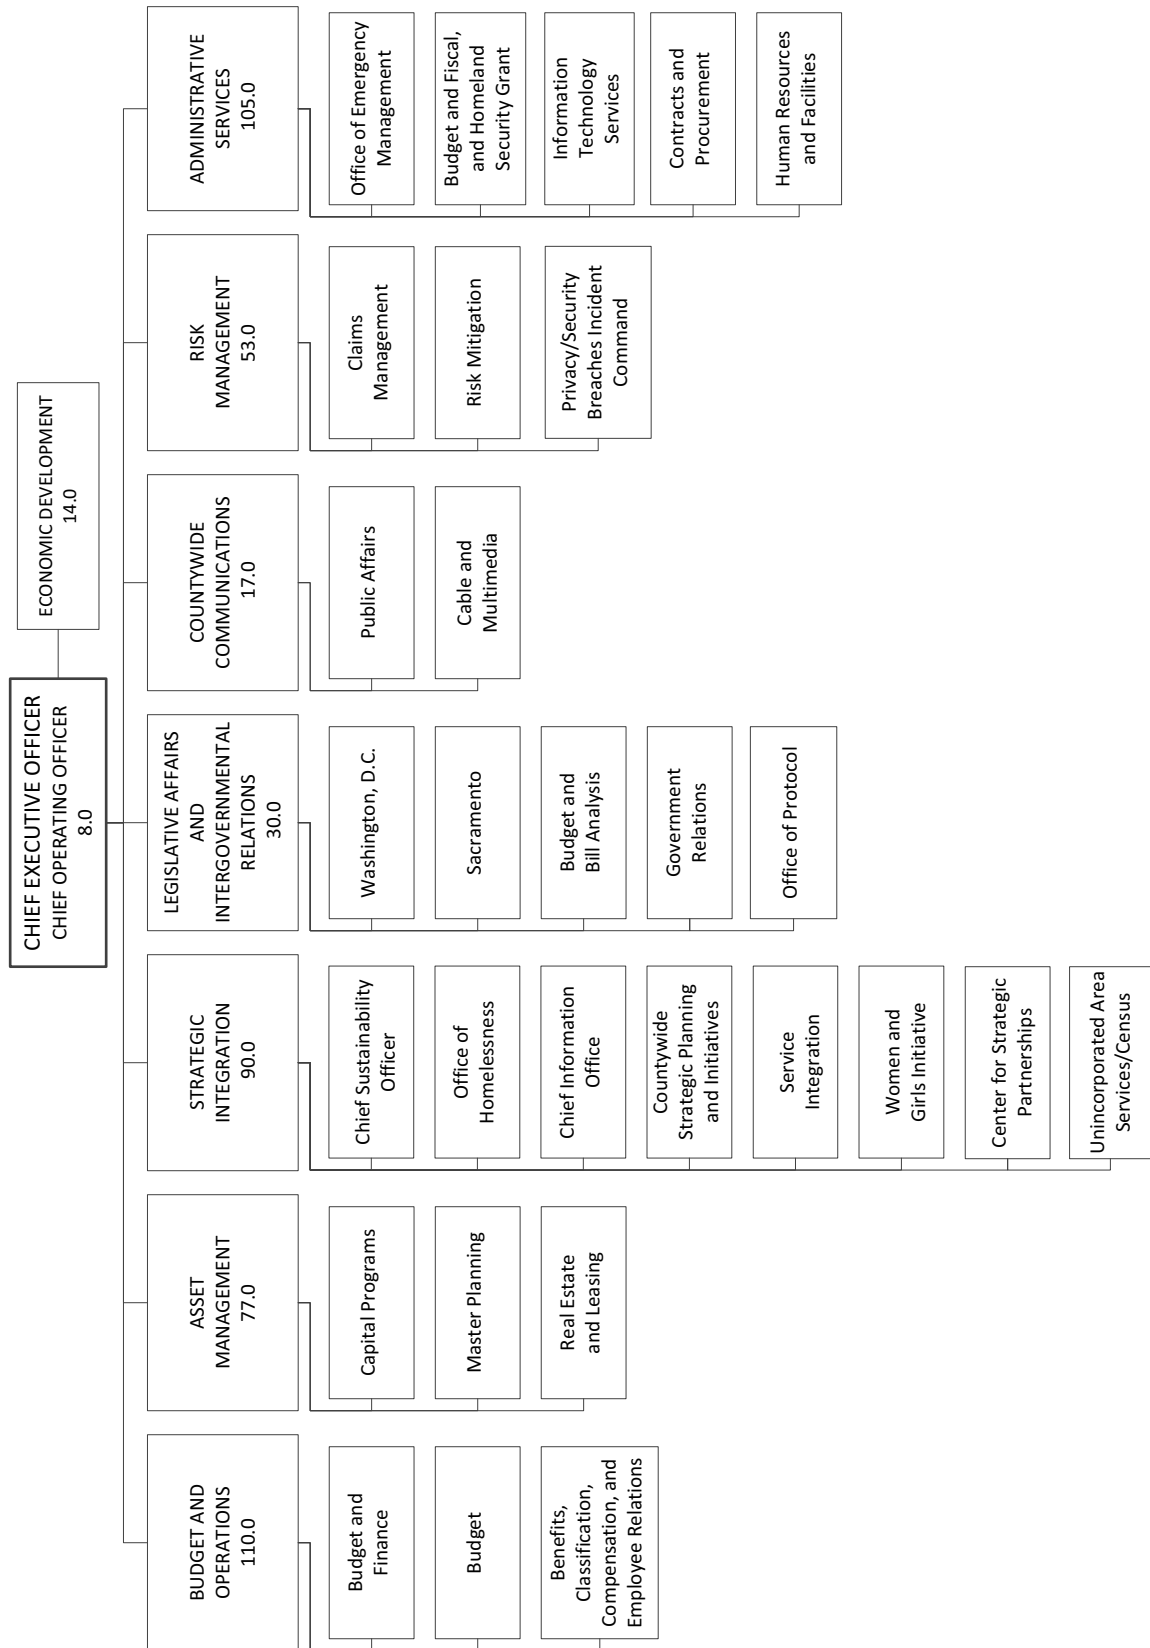 CHIEF EXECUTIVE OFFICER
CHIEF OPERATING OFFICER
8.0
ECONOMIC DEVELOPMENT
14.0
BUDGET AND
OPERATIONS
110.0
Budget and
Finance
Budget
Benefits,
Classification,
Compensation, and
Employee Relations
ASSET
MANAGEMENT
77.0
Capital Programs
Master Planning
Real Estate
and Leasing
STRATEGIC
INTEGRATION
90.0
Chief Sustainability
Officer
Office of
Homelessness
Chief Information
Office
Countywide
Strategic Planning
and Initiatives
Service
Integration
Women and
Girls Initiative
Center for Strategic
Partnerships
Unincorporated Area
Services/Census
LEGISLATIVE AFFAIRS
AND
INTERGOVERNMENTAL
RELATIONS
30.0
Washington, D.C.
Sacramento
Budget and
Bill Analysis
Government
Relations
Office of Protocol
COUNTYWIDE
COMMUNICATIONS
17.0
Public Affairs
Cable and
Multimedia
RISK
MANAGEMENT
53.0
Claims
Management
Risk Mitigation
Privacy/Security
Breaches Incident
Command
ADMINISTRATIVE
SERVICES
105.0
Office of Emergency
Management
Budget and Fiscal,
and Homeland
Security Grant
Information
Technology
Services
Contracts and
Procurement
Human Resources
and Facilities